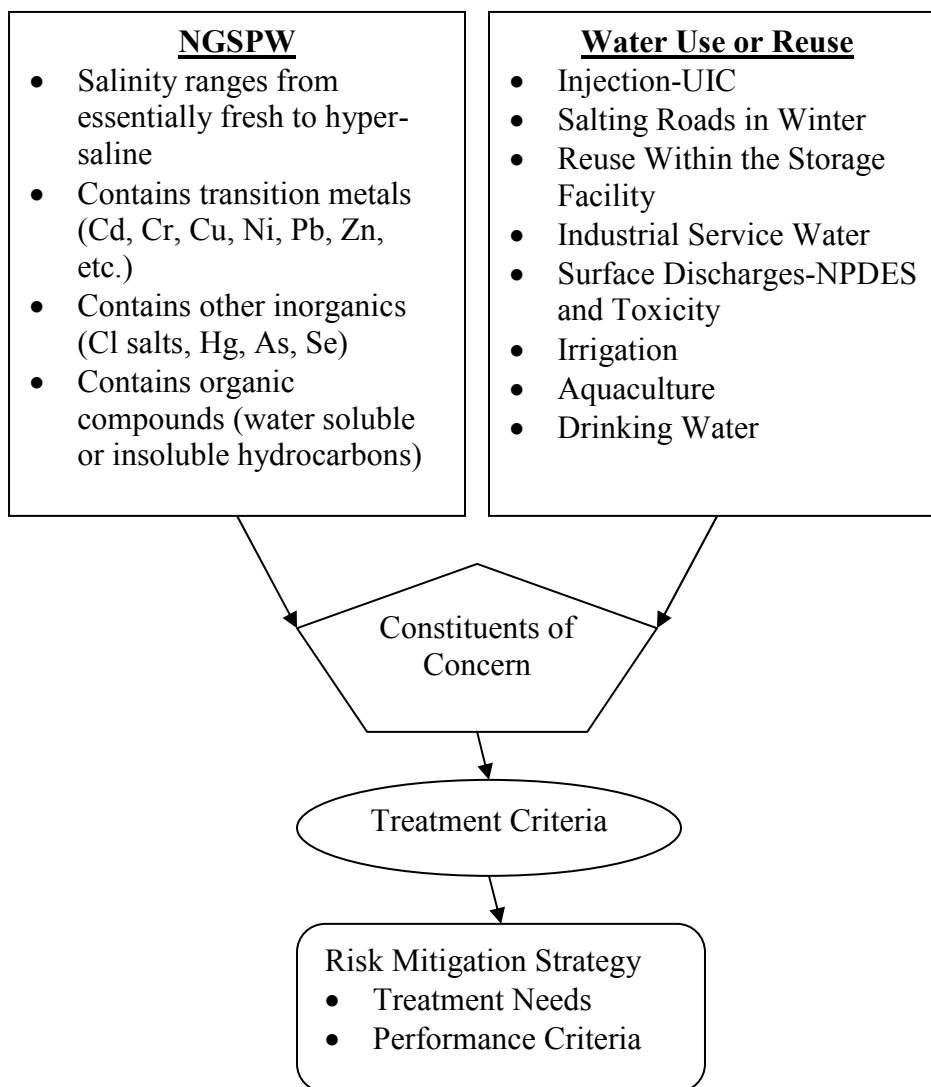 NGSPW
• Salinity ranges from
essentially fresh to hyper-
saline
• Contains transition metals
(Cd, Cr, Cu, Ni, Pb, Zn,
etc.)
• Contains other inorganics
(Cl salts, Hg, As, Se)
• Contains organic
compounds (water soluble
or insoluble hydrocarbons)
Water Use or Reuse
• Injection-UIC
• Salting Roads in Winter
• Reuse Within the Storage
Facility
• Industrial Service Water
• Surface Discharges-NPDES
and Toxicity
• Irrigation
• Aquaculture
• Drinking Water
Constituents of
Concern
Treatment Criteria
Risk Mitigation Strategy
• Treatment Needs
• Performance Criteria